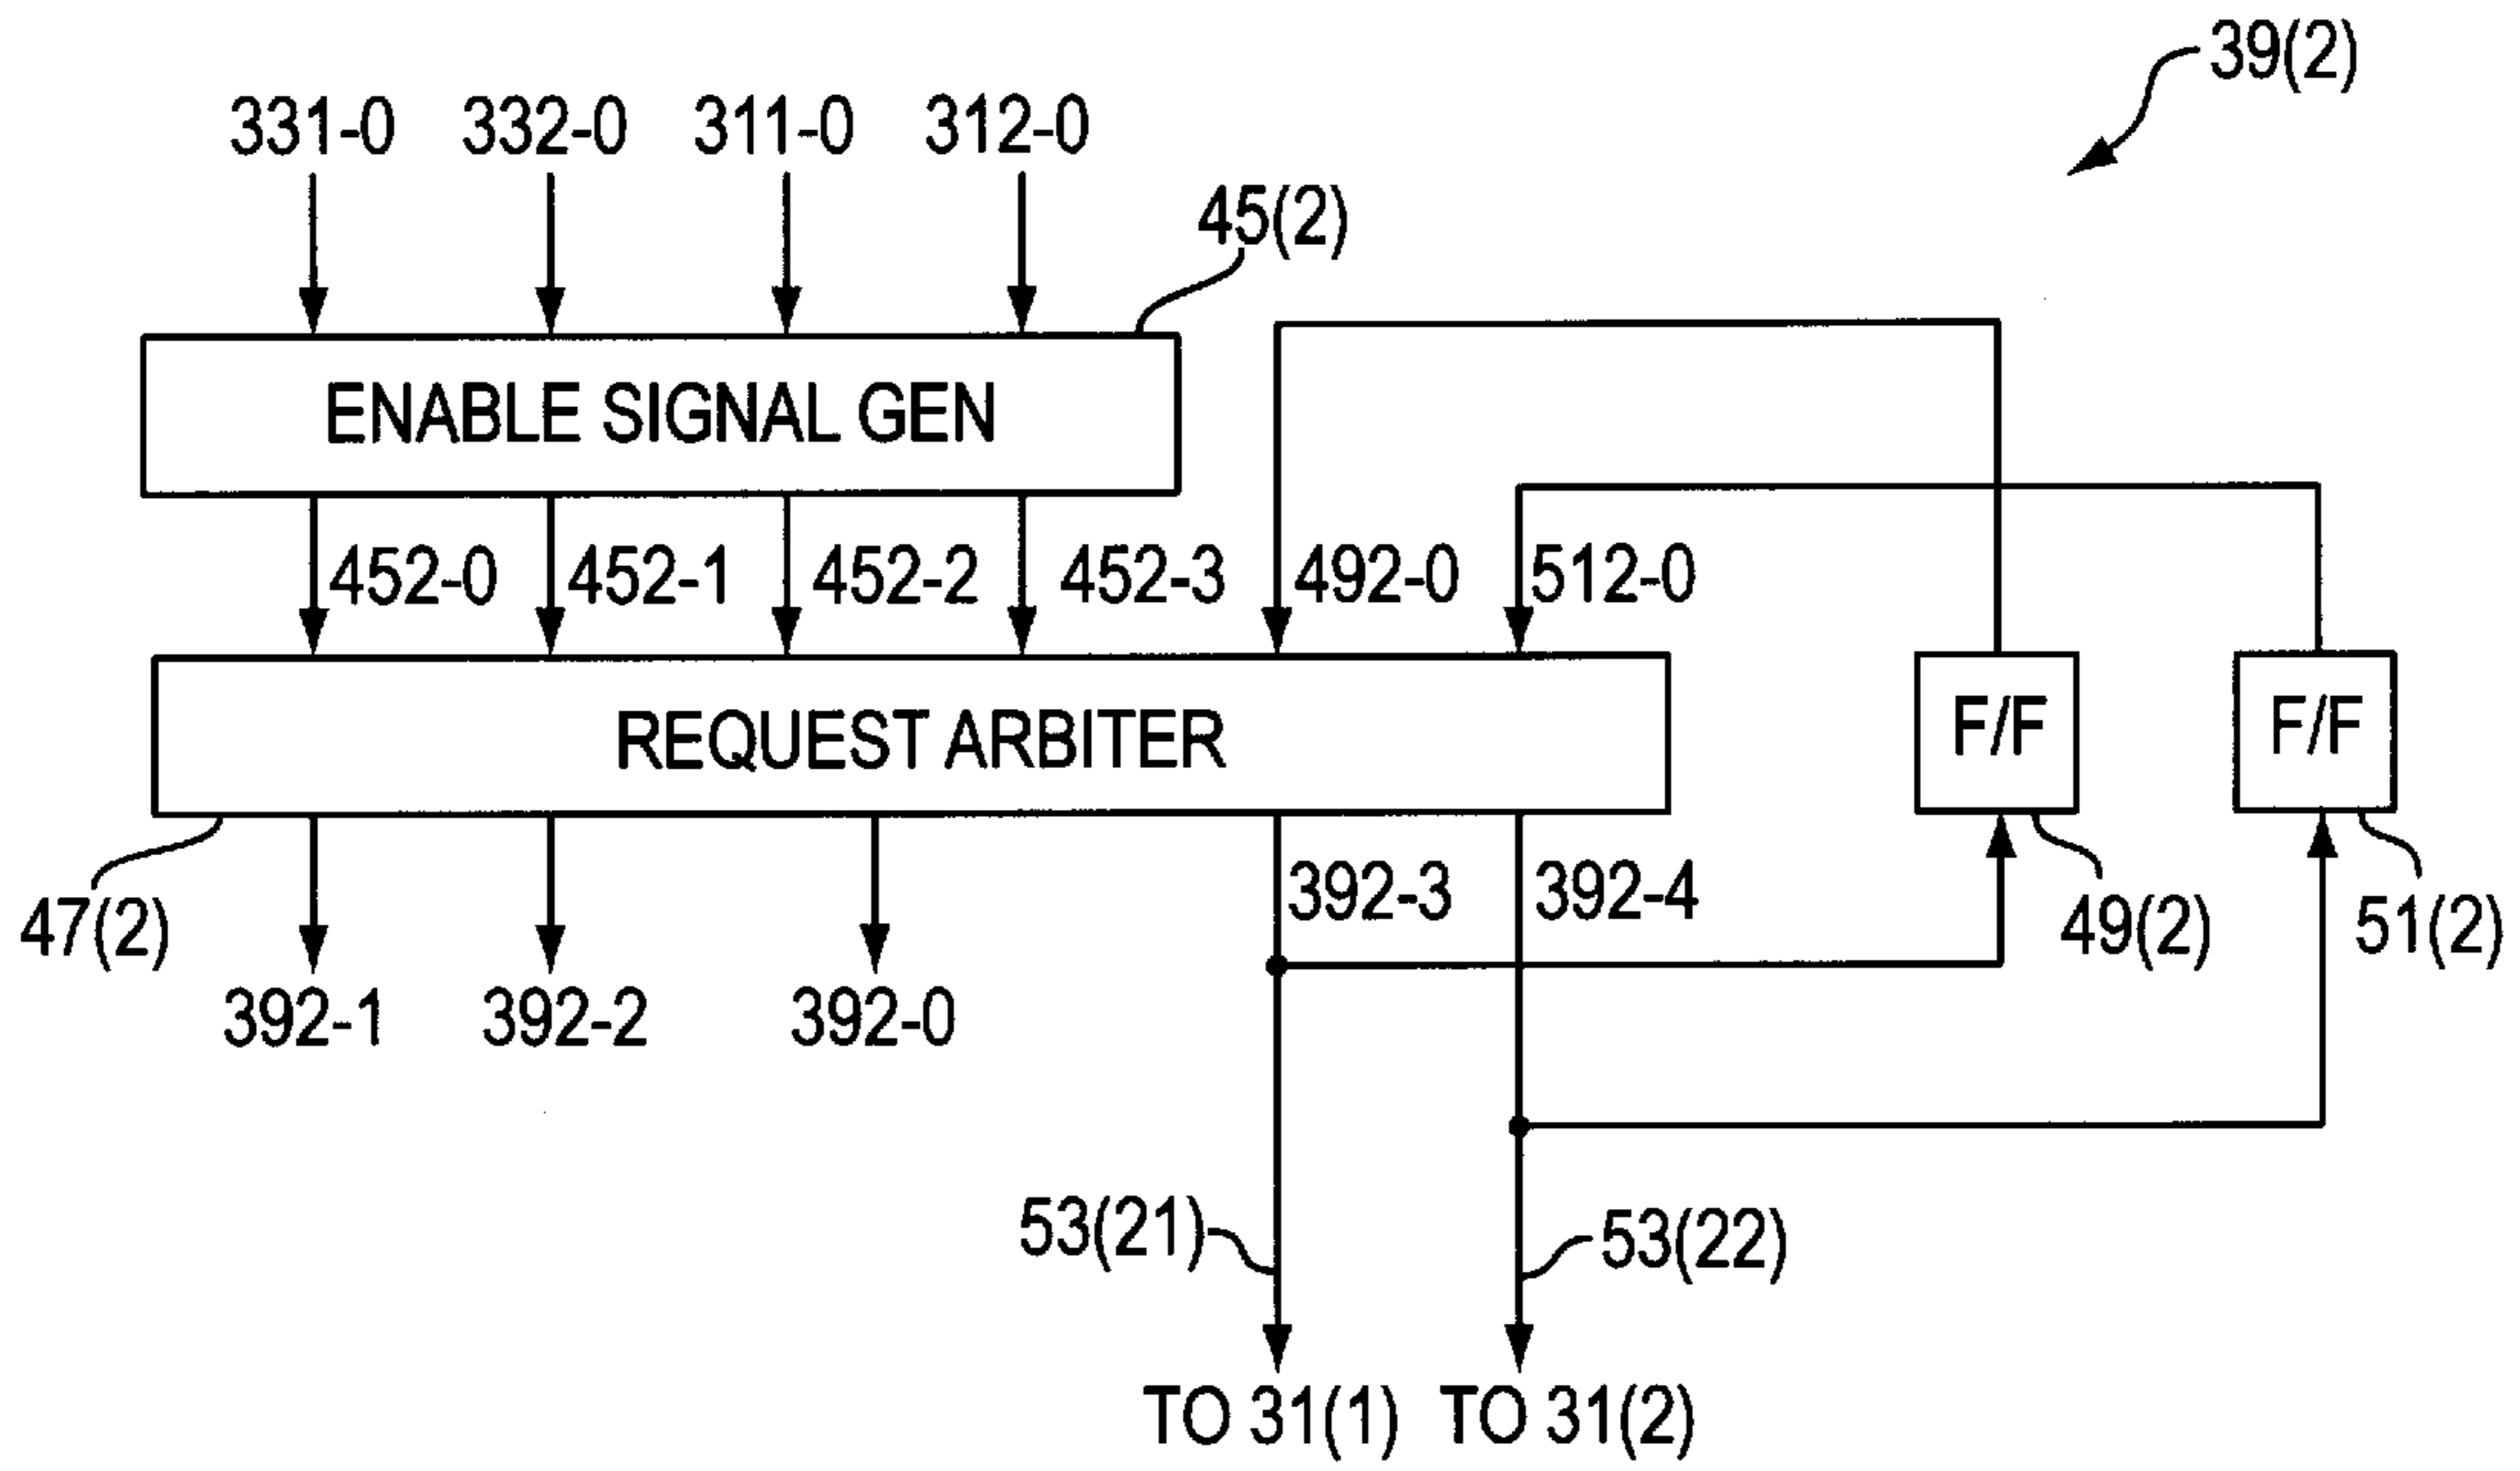 39(2)
331-0 332-0 311-0 312-0
45(2)
ENABLE SIGNAL GEN
452-0 452-1 452-2 452-3 492-0 512-0
REQUEST ARBITER F/F F/F
392-3 392-4
47(2) 49(2) 51(2)
392-1 392-2 392-0
53(21) 53(22)
TO 31(1) TO 31(2)